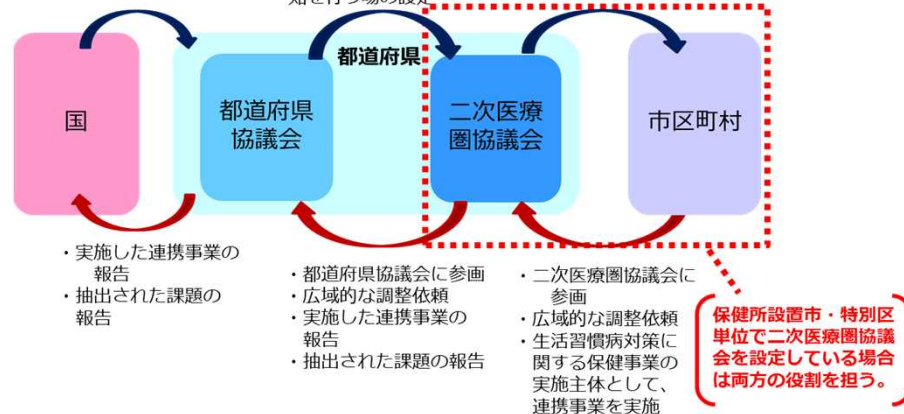 都道府県
国
都道府県
協議会
二次医療
圏協議会
市区町村
・実施した連携事業の
報告
・抽出された課題の
報告
・都道府県協議会に参画
・広域的な調整依頼
・実施した連携事業の
報告
・抽出された課題の報告
・二次医療圏協議会に
参画
・広域的な調整依頼
・生活習慣病対策に
関する保健事業の
実施主体として、
連携事業を実施
保健所設置市・特別区
単位で二次医療圏協議
会を設定している場合
は両方の役割を担う。